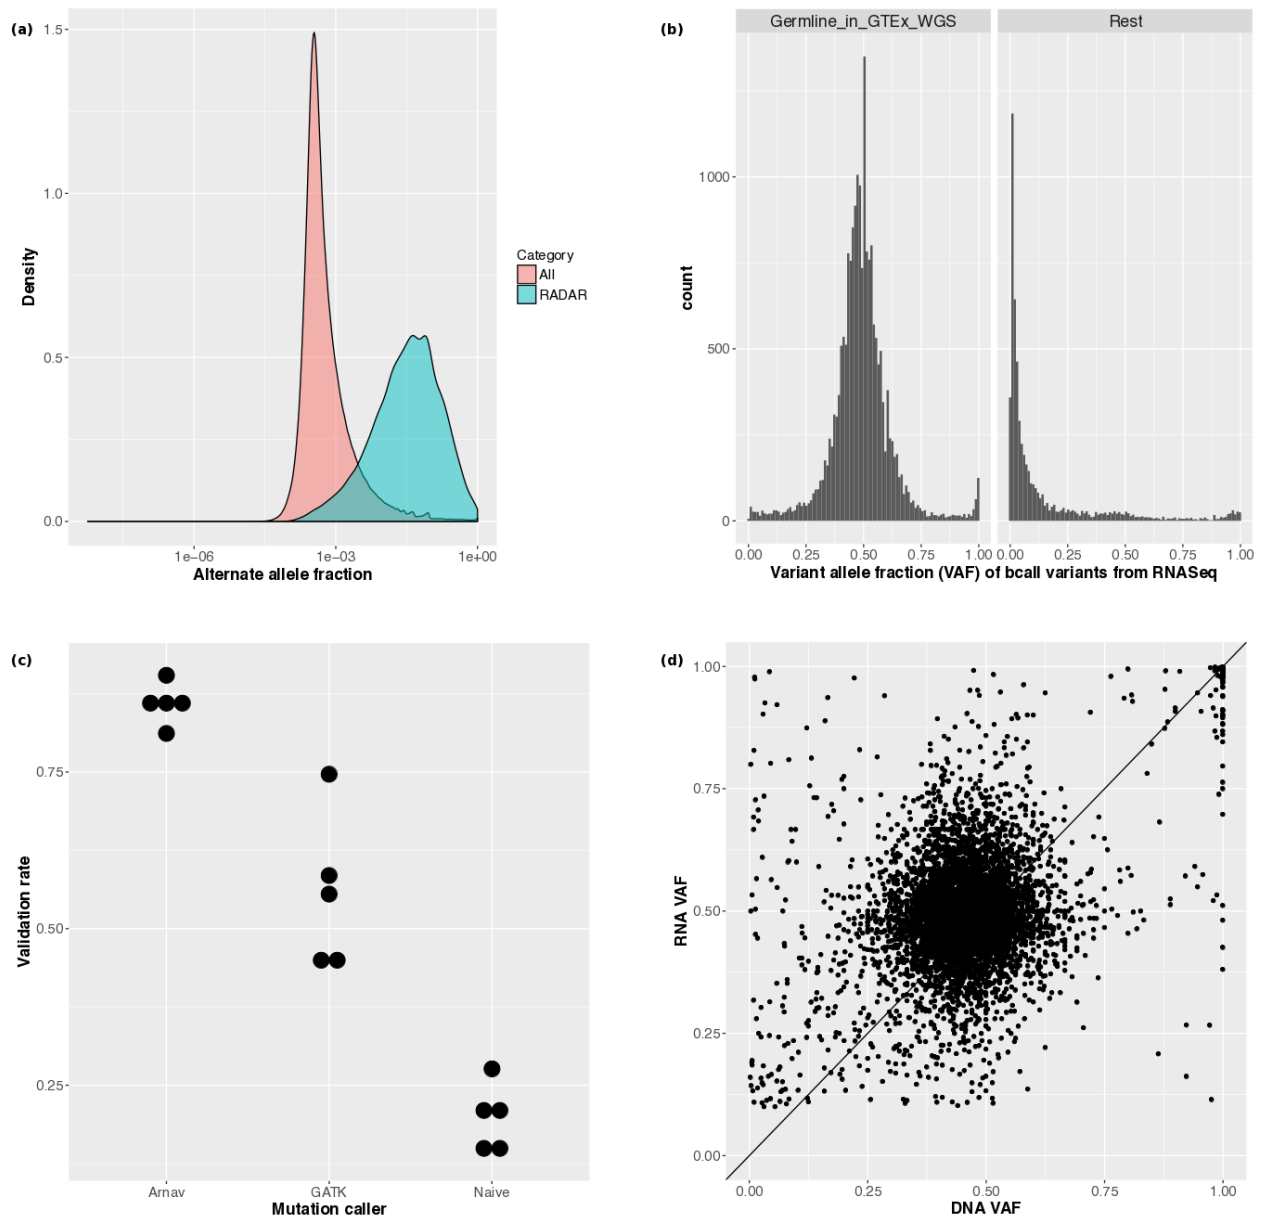 (a)
1.5
1.0
0.5
0.0
Density
1e−06
1e−03
1e+00
Alternate allele fraction
Category
All
RADAR
(b)
Germline_in_GTEx_WGS
Rest
1000
500
0
count
0.00
0.25
0.50
0.75
1.00
0.00
0.25
0.50
0.75
1.00
Variant allele fraction (VAF) of bcall variants from RNASeq
(c)
0.75
0.50
0.25
Validation rate
Arnav
GATK
Naive
Mutation caller
(d)
1.00
0.75
0.50
0.25
0.00
RNA VAF
0.00
0.25
0.50
0.75
1.00
DNA VAF